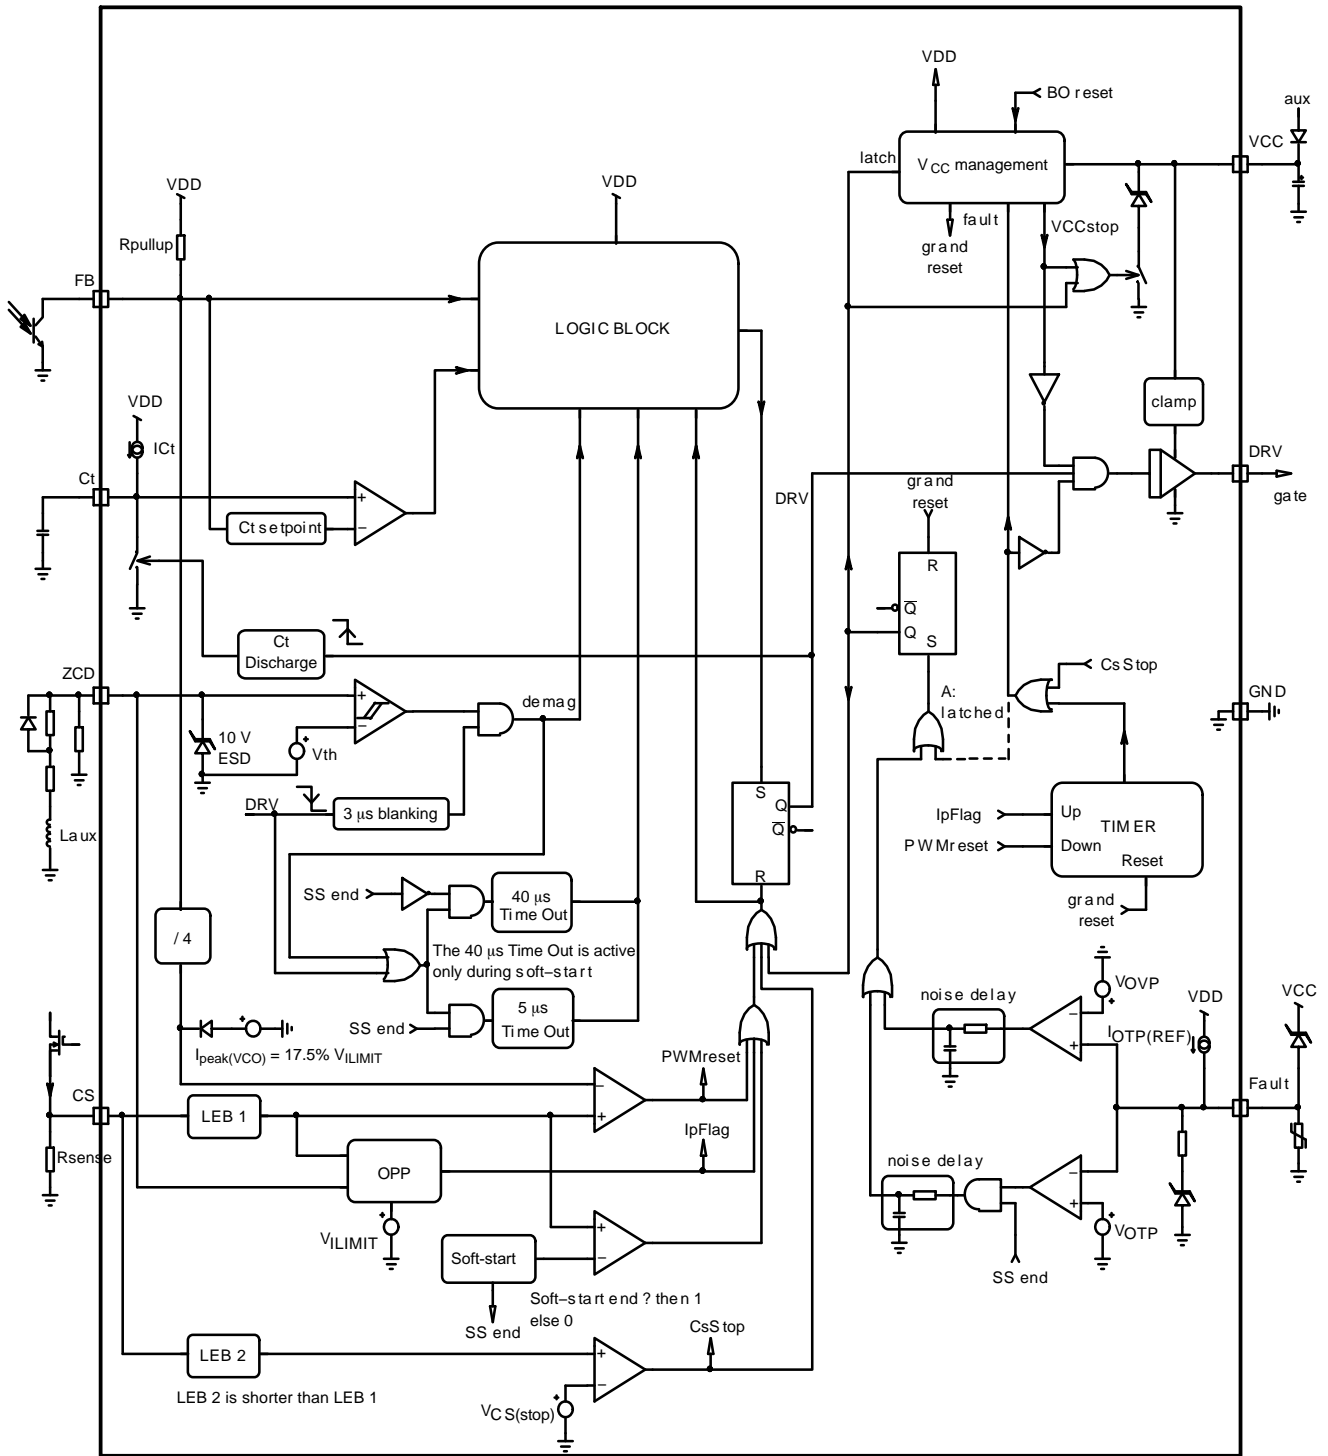 VDD
BO reset
aux
VCC
latch
VCC management
VDD
VDD
fault
VCCstop
grand
reset
Rpullup
FB
LOGIC BLOCK
VDD
clamp
ICt
DRV
Ct
grand
reset
DRV
gate
Ct setpoint
+
−
R
Q
Q
S
Ct
Discharge
CsStop
ZCD
A:
latched
GND
demag
+
−
10 V
ESD
Vth
DRV
3 μs blanking
S
Q
Q
R
IpFlag
Up
TIMER
PWMreset
Down
Reset
Laux
SS end
40 μs
Time Out
grand
reset
/ 4
The 40 μs Time Out is active
only during soft−start
VOVP
noise delay
VDD
VCC
5 μs
Time Out
SS end
IOTP(REF)
Ipeak(VCO) = 17.5% VILIMIT
PWMreset
Fault
CS
LEB 1
−
+
IpFlag
Rsense
OPP
noise delay
−
+
VILIMIT
+
−
VOTP
Soft-start
SS end
Soft−start end ? then 1
else 0
SS end
CsStop
LEB 2
+
−
LEB 2 is shorter than LEB 1
VCS(stop)